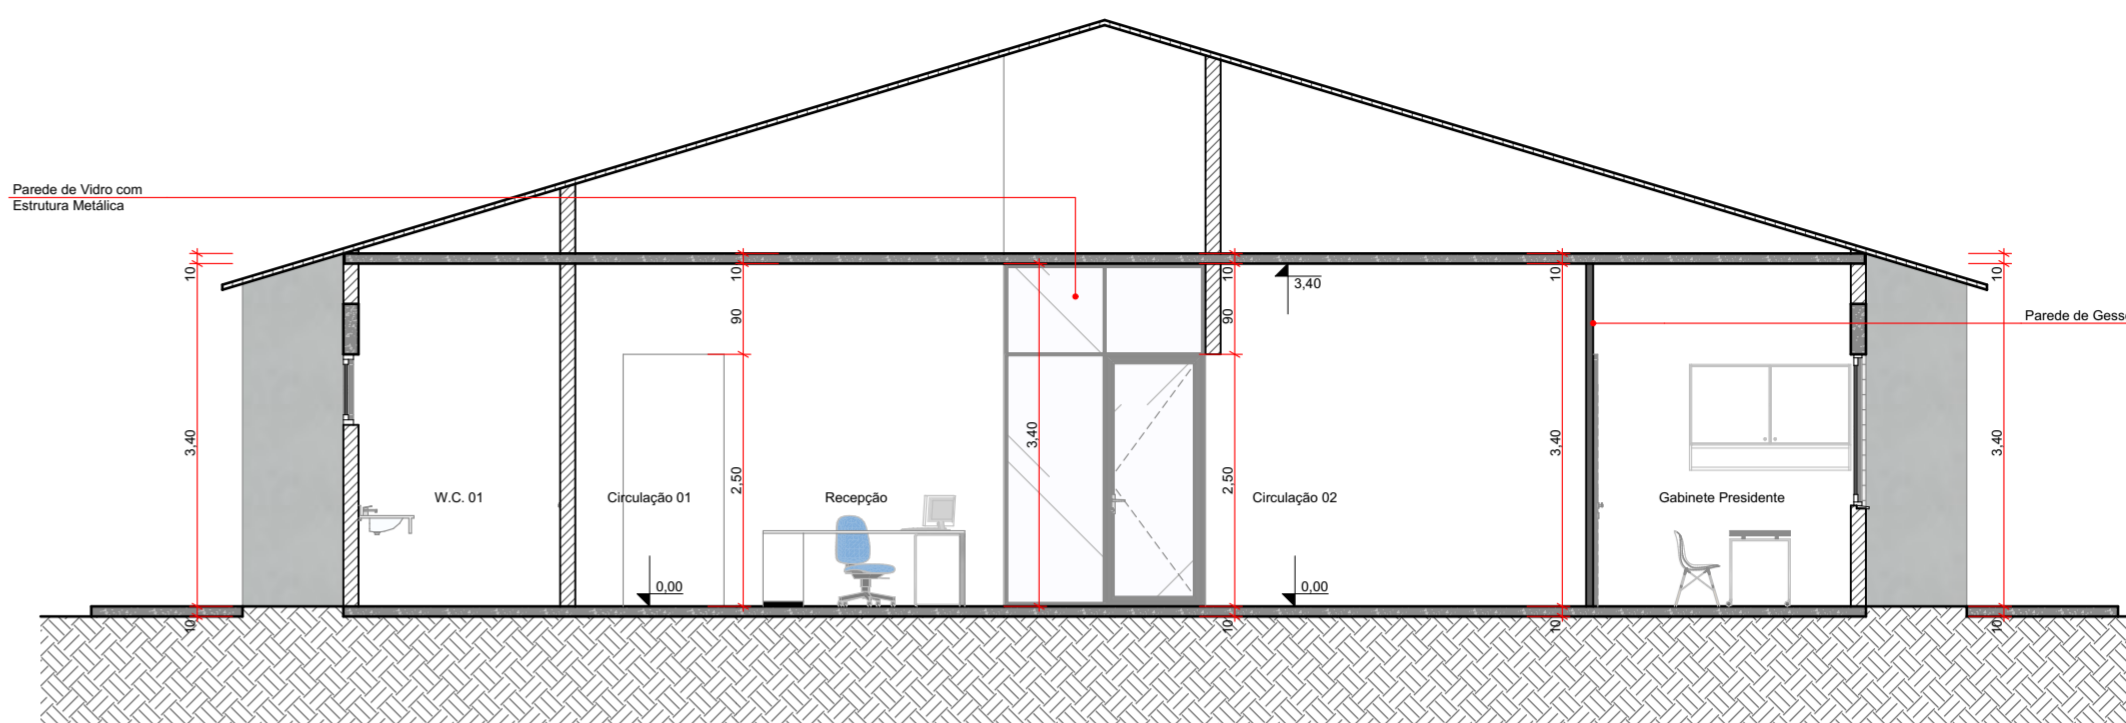 Parede de Vidro com
Estrutura Metálica
10
10
10
10
10
3,40
90
90
Parede de Gess
3,40
3,40
3,40
3,40
2,50
2,50
W.C. 01
Circulação 01
Recepção
Circulação 02
Gabinete Presidente
0,00
0,00
10
10
10
10
3,40